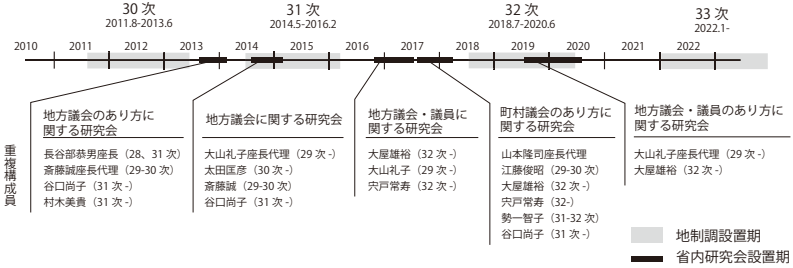 30 次
2011.8-2013.6
31 次
2014.5-2016.2
32 次
2018.7-2020.6
33 次
2022.1-
2010 2011 2012 2013 2014 2015 2016 2017 2018 2019 2020 2021 2022
重複構成員
地方議会のあり方に
関する研究会
長谷部恭男座長（28、31 次）
斎藤誠座長代理（29-30 次）
谷口尚子（31 次 -）
村木美貴（31 次 -）
地方議会に関する研究会
大山礼子座長代理（29 次 -）
太田匡彦（30 次 -）
斎藤誠（29-30 次）
谷口尚子（31 次 -）
地方議会・議員に
関する研究会
大屋雄裕（32 次 -）
大山礼子（29 次 -）
宍戸常寿（32 次 -）
町村議会のあり方に
関する研究会
山本隆司座長代理
江藤俊昭（29-30 次）
大屋雄裕（32 次 -）
宍戸常寿（32-）
勢一智子（31-32 次）
谷口尚子（31 次 -）
地方議会・議員のあり方に
関する研究会
大山礼子座長代理（29 次 -）
大屋雄裕（32 次 -）
地制調設置期
省内研究会設置期